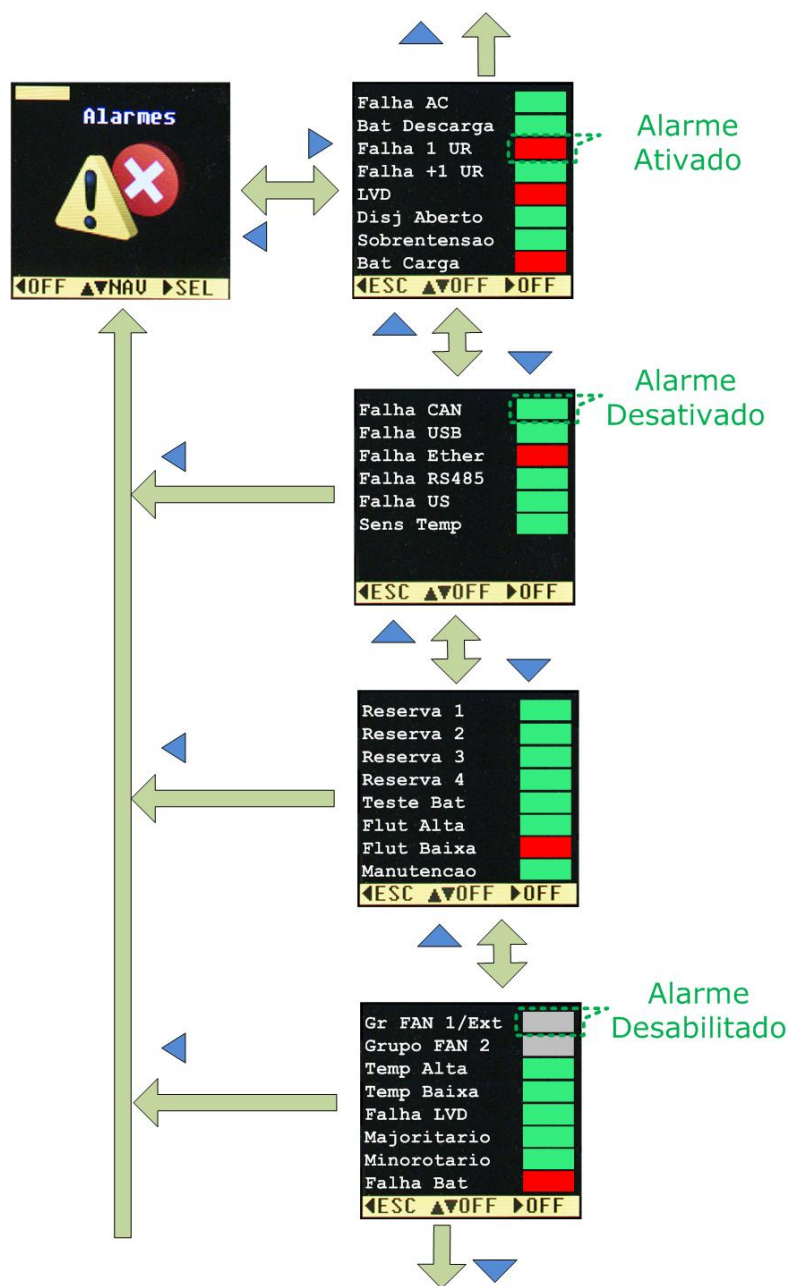 Alarmes
◀OFF ▲▼NAV ▶SEL
Falha AC
Bat Descarga
Falha 1 UR
Falha +1 UR
LVD
Disj Aberto
Sobrentensao
Bat Carga
◀ESC ▲▼OFF ▶OFF
Alarme
Ativado
Falha CAN
Falha USB
Falha Ether
Falha RS485
Falha US
Sens Temp
◀ESC ▲▼OFF ▶OFF
Alarme
Desativado
Reserva 1
Reserva 2
Reserva 3
Reserva 4
Teste Bat
Flut Alta
Flut Baixa
Manutencao
◀ESC ▲▼OFF ▶OFF
Gr FAN 1/Ext
Grupo FAN 2
Temp Alta
Temp Baixa
Falha LVD
Majoritario
Minorotario
Falha Bat
◀ESC ▲▼OFF ▶OFF
Alarme
Desabilitado